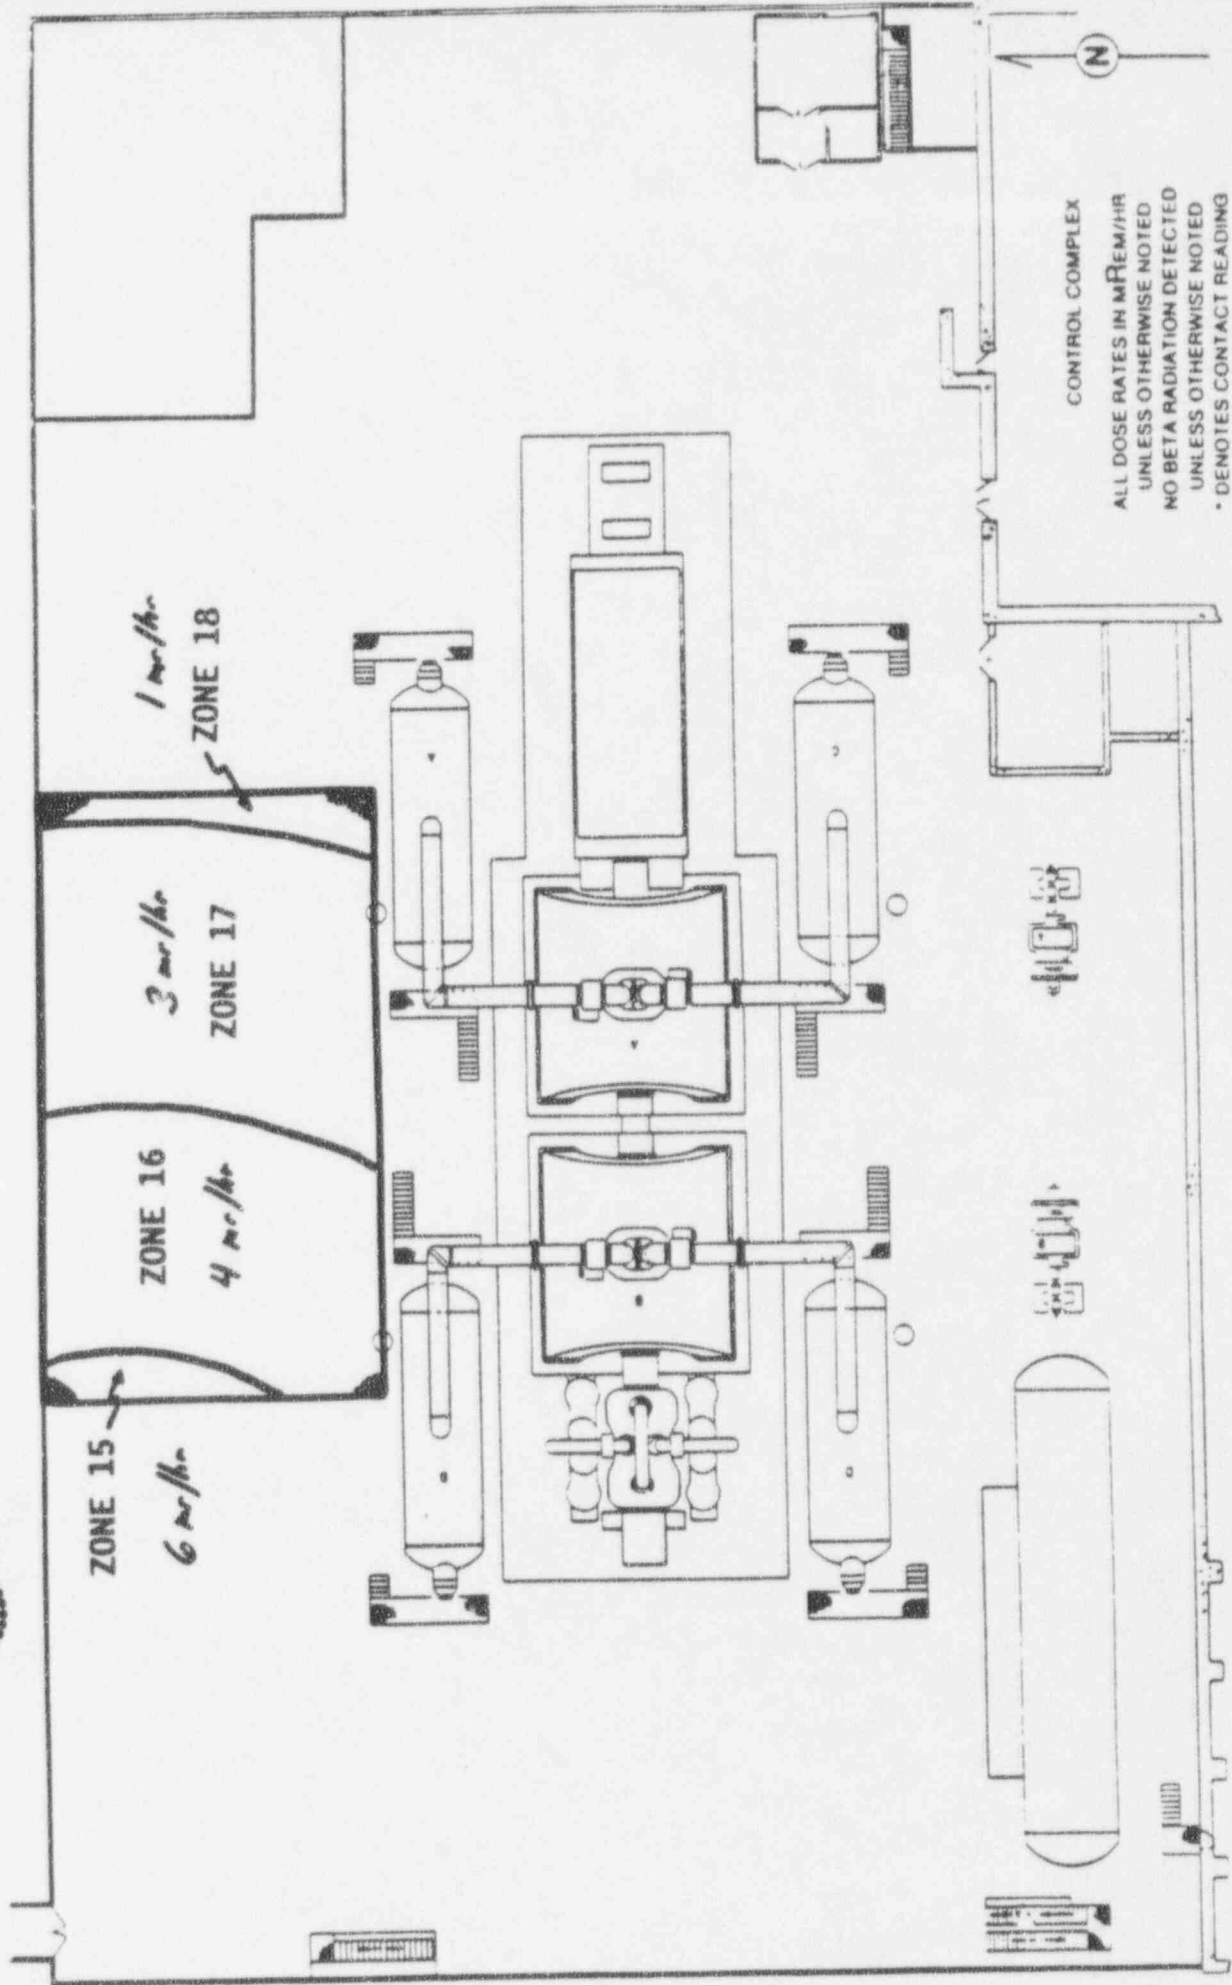 ZONE 15
6 mr/hr
ZONE 16
4 mr/hr
3 mr/hr
ZONE 17
1 mr/hr
ZONE 18
N
CONTROL COMPLEX
ALL DOSE RATES IN MREM/HR
UNLESS OTHERWISE NOTED
NO BETA RADIATION DETECTED
UNLESS OTHERWISE NOTED
* DENOTES CONTACT READING